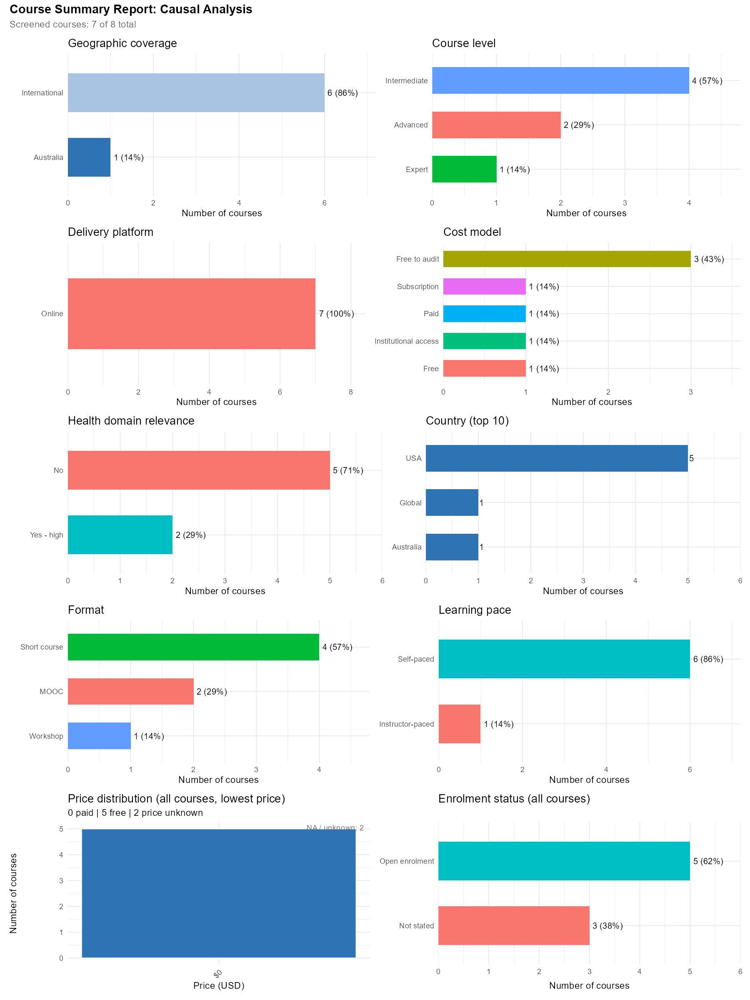 Course Summary Report: Causal Analysis
Screened courses: 7 of 8 total
Geographic coverage
International
6 (86%)
Australia
1 (14%)
0 2 4 6
Number of courses
Course level
Intermediate
4 (57%)
Advanced
2 (29%)
Expert
1 (14%)
0 1 2 3 4
Number of courses
Delivery platform
Online
7 (100%)
0 2 4 6 8
Number of courses
Cost model
Free to audit
3 (43%)
Subscription
1 (14%)
Paid
1 (14%)
Institutional access
1 (14%)
Free
1 (14%)
0 1 2 3
Number of courses
Health domain relevance
No
5 (71%)
Yes - high
2 (29%)
0 1 2 3 4 5 6
Number of courses
Country (top 10)
USA
5
Global
1
Australia
1
0 1 2 3 4 5 6
Number of courses
Format
Short course
4 (57%)
MOOC
2 (29%)
Workshop
1 (14%)
0 1 2 3 4
Number of courses
Learning pace
Self-paced
6 (86%)
Instructor-paced
1 (14%)
0 2 4 6
Number of courses
Price distribution (all courses, lowest price)
0 paid | 5 free | 2 price unknown
NA / unknown: 2
5
4
3
2
1
0
Number of courses
$0
Price (USD)
Enrolment status (all courses)
Open enrolment
5 (62%)
Not stated
3 (38%)
0 1 2 3 4 5 6
Number of courses